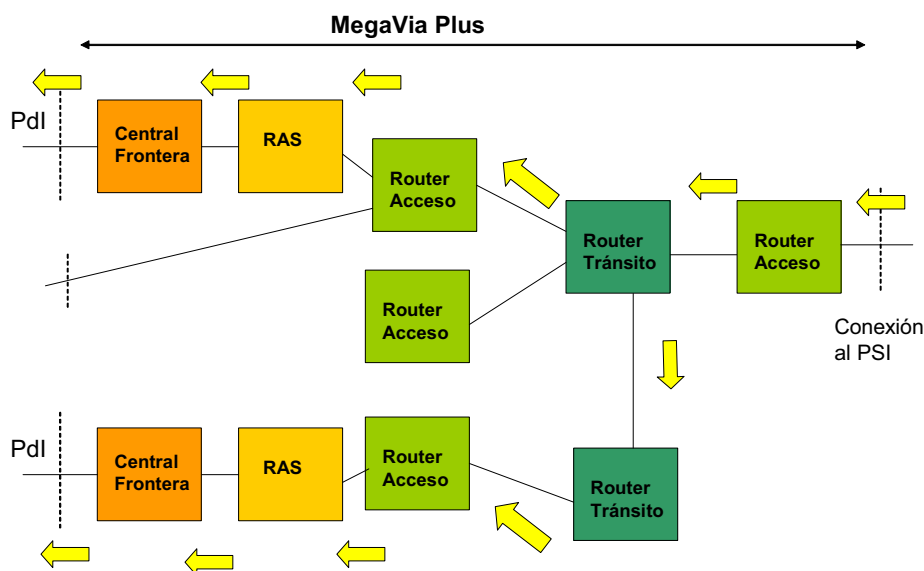 MegaVia Plus
PdI
Central
Frontera
RAS
Router
Acceso
Router
Tránsito
Router
Acceso
Router
Acceso
Conexión
al PSI
PdI
Central
Frontera
RAS
Router
Acceso
Router
Tránsito